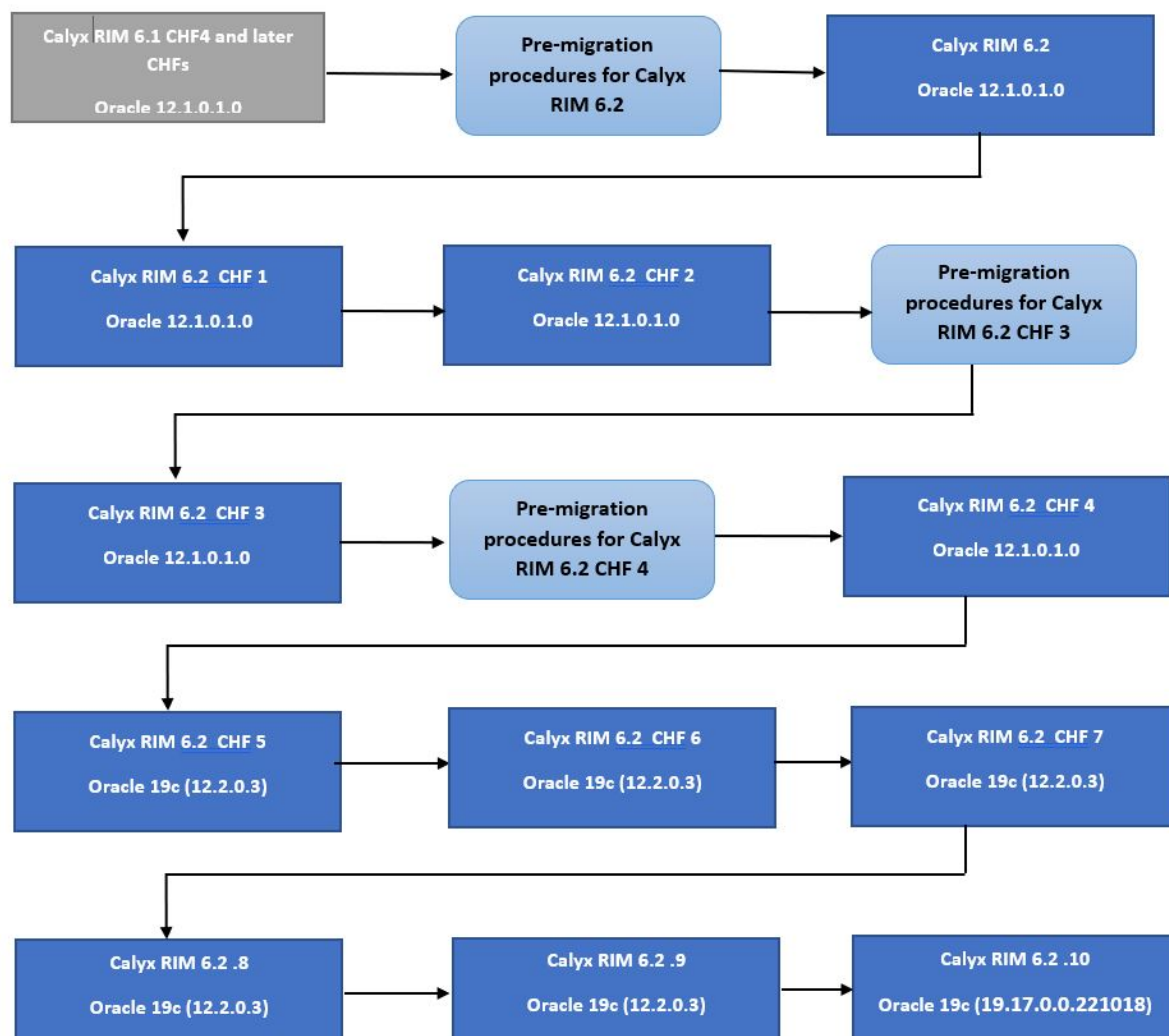 Calyx RIM 6.1 CHF4 and later
CHFs
Oracle 12.1.0.1.0
Pre-migration
procedures for Calyx
RIM 6.2
Calyx RIM 6.2
Oracle 12.1.0.1.0
Calyx RIM 6.2 CHF 1
Oracle 12.1.0.1.0
Calyx RIM 6.2 CHF 2
Oracle 12.1.0.1.0
Pre-migration
procedures for Calyx
RIM 6.2 CHF 3
Calyx RIM 6.2 CHF 3
Oracle 12.1.0.1.0
Pre-migration
procedures for Calyx
RIM 6.2 CHF 4
Calyx RIM 6.2 CHF 4
Oracle 12.1.0.1.0
Calyx RIM 6.2 CHF 5
Oracle 19c (12.2.0.3)
Calyx RIM 6.2 CHF 6
Oracle 19c (12.2.0.3)
Calyx RIM 6.2 CHF 7
Oracle 19c (12.2.0.3)
Calyx RIM 6.2 .8
Oracle 19c (12.2.0.3)
Calyx RIM 6.2 .9
Oracle 19c (12.2.0.3)
Calyx RIM 6.2 .10
Oracle 19c (19.17.0.0.221018)